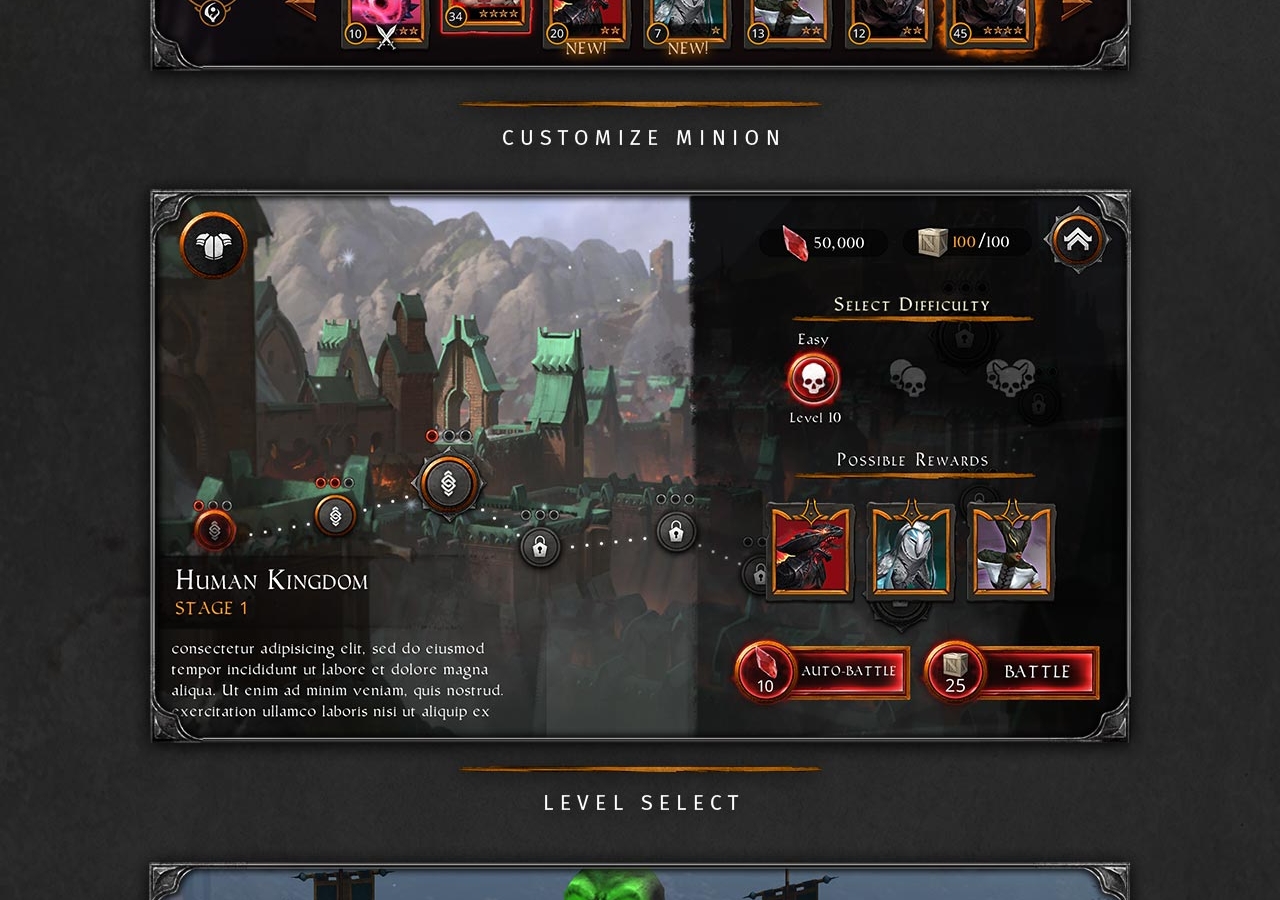 10
34
20
NEW!
7
NEW!
13
12
45
CUSTOMIZE MINION
50,000
100/100
Select Difficulty
Easy
Level 10
Possible Rewards
Human Kingdom
STAGE 1
consectetur adipisicing elit, sed do eiusmod
tempor incididunt ut labore et dolore magna
aliqua. Ut enim ad minim veniam, quis nostrud.
exercitation ullamco laboris nisi ut aliquip ex
10
AUTO-BATTLE
25
BATTLE
LEVEL SELECT